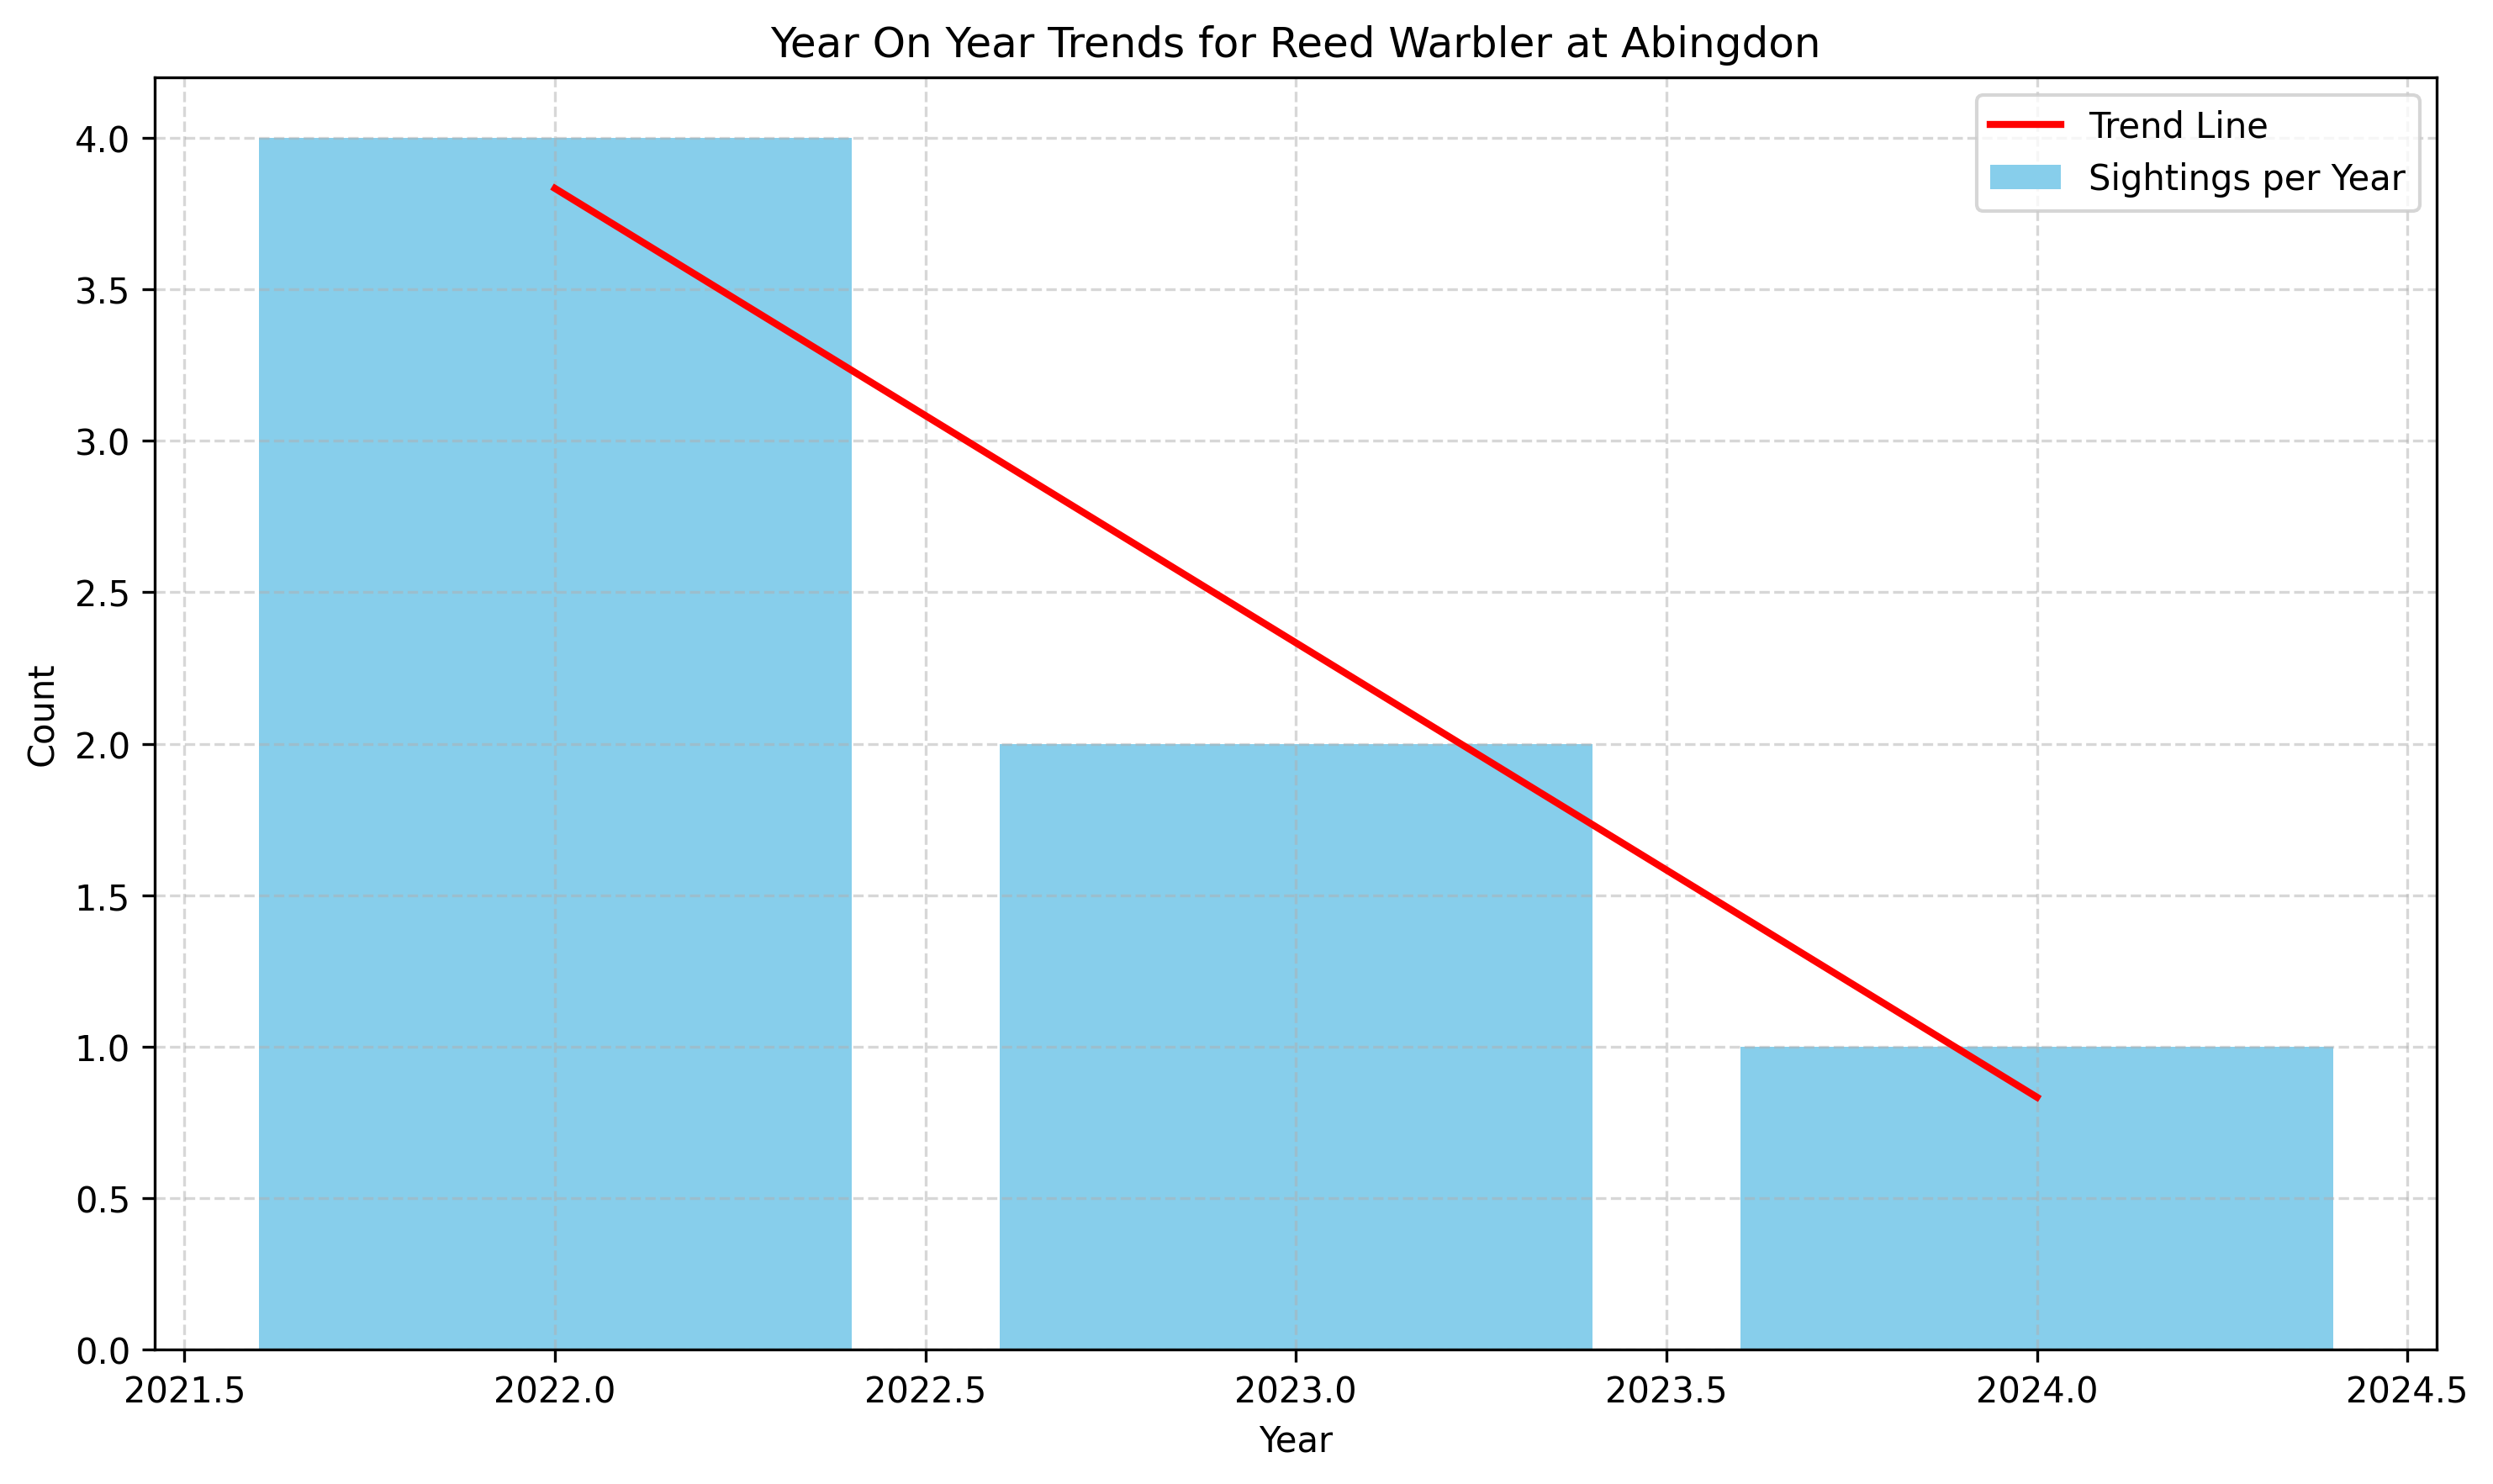 Year On Year Trends for Reed Warbler at Abingdon
Trend Line
Sightings per Year
Count
4.0
3.5
3.0
2.5
2.0
1.5
1.0
0.5
0.0
2021.5 2022.0 2022.5 2023.0 2023.5 2024.0 2024.5
Year